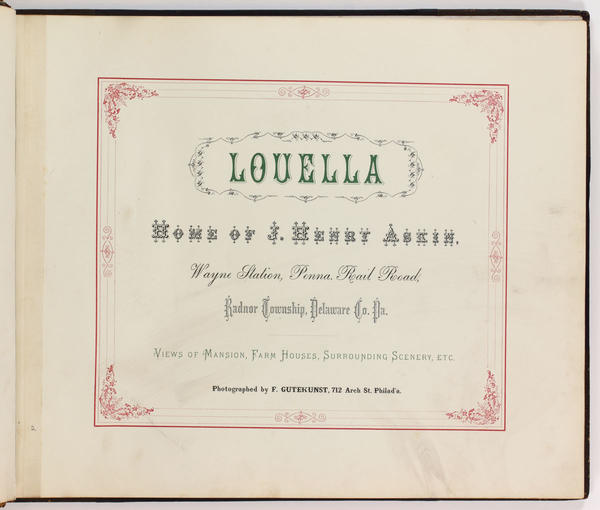 LOUELLA
HOME OF J. HENRY ASKIN.
Wayne Station, Penna. Rail Road,
Radnor Township, Delaware Co. Pa.
VIEWS OF MANSION, FARM HOUSES, SURROUNDING SCENERY, ETC.
Photographed by F. GUTEKUNST, 712 Arch St. Philad'a.